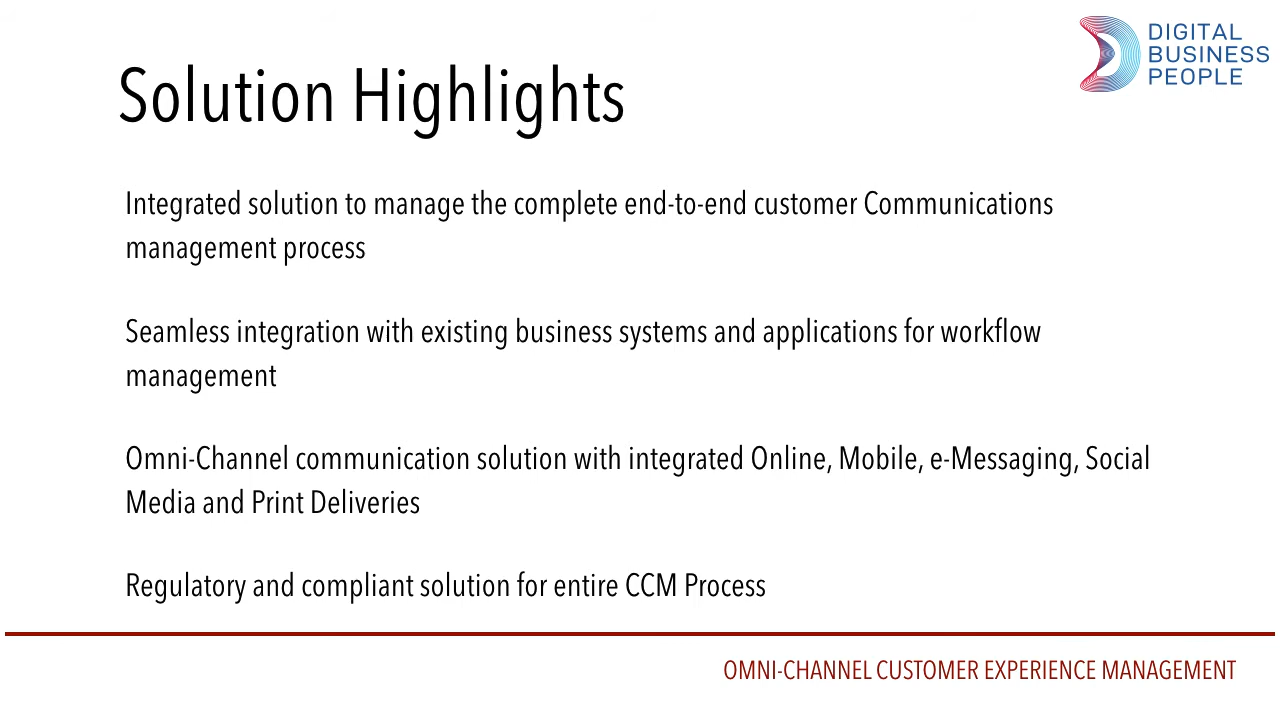 DIGITAL
BUSINESS
PEOPLE
Solution Highlights
Integrated solution to manage the complete end-to-end customer Communications
management process
Seamless integration with existing business systems and applications for workflow
management
Omni-Channel communication solution with integrated Online, Mobile, e-Messaging, Social
Media and Print Deliveries
Regulatory and compliant solution for entire CCM Process
OMNI-CHANNEL CUSTOMER EXPERIENCE MANAGEMENT